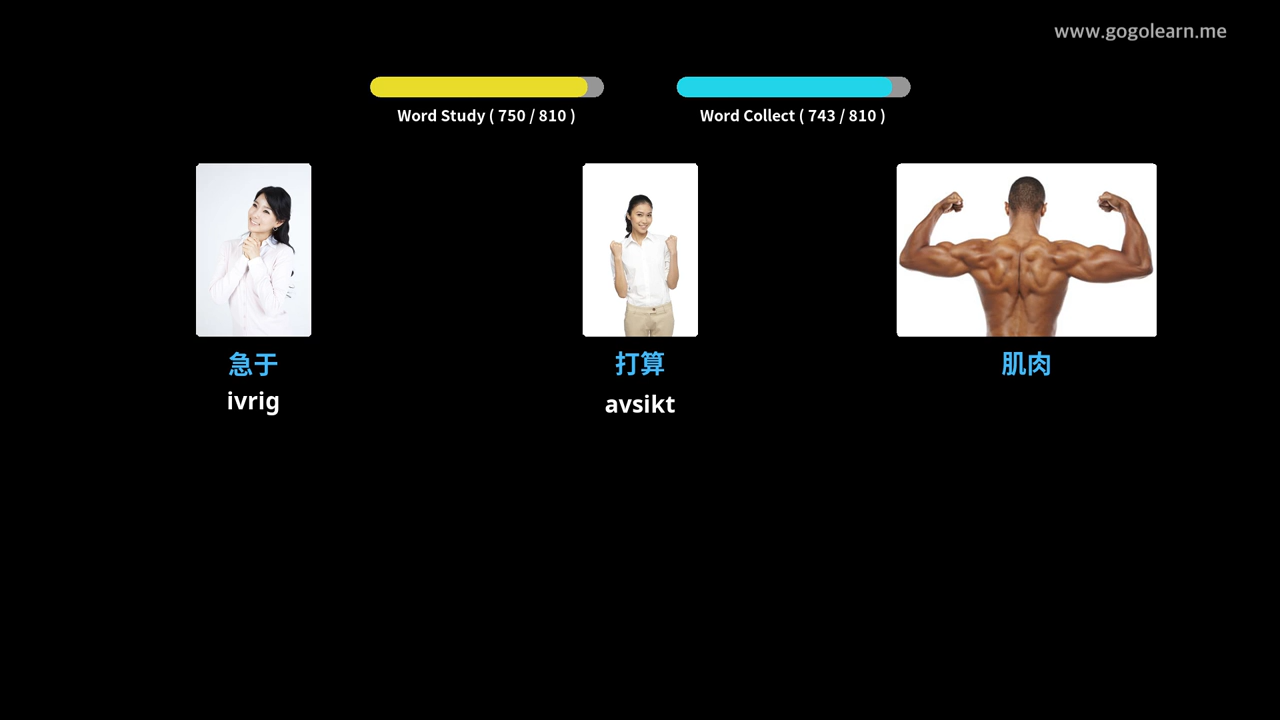 www.gogolearn.me
Word Study ( 750 / 810 )
Word Collect ( 743 / 810 )
急于
打算
肌肉
ivrig
avsikt